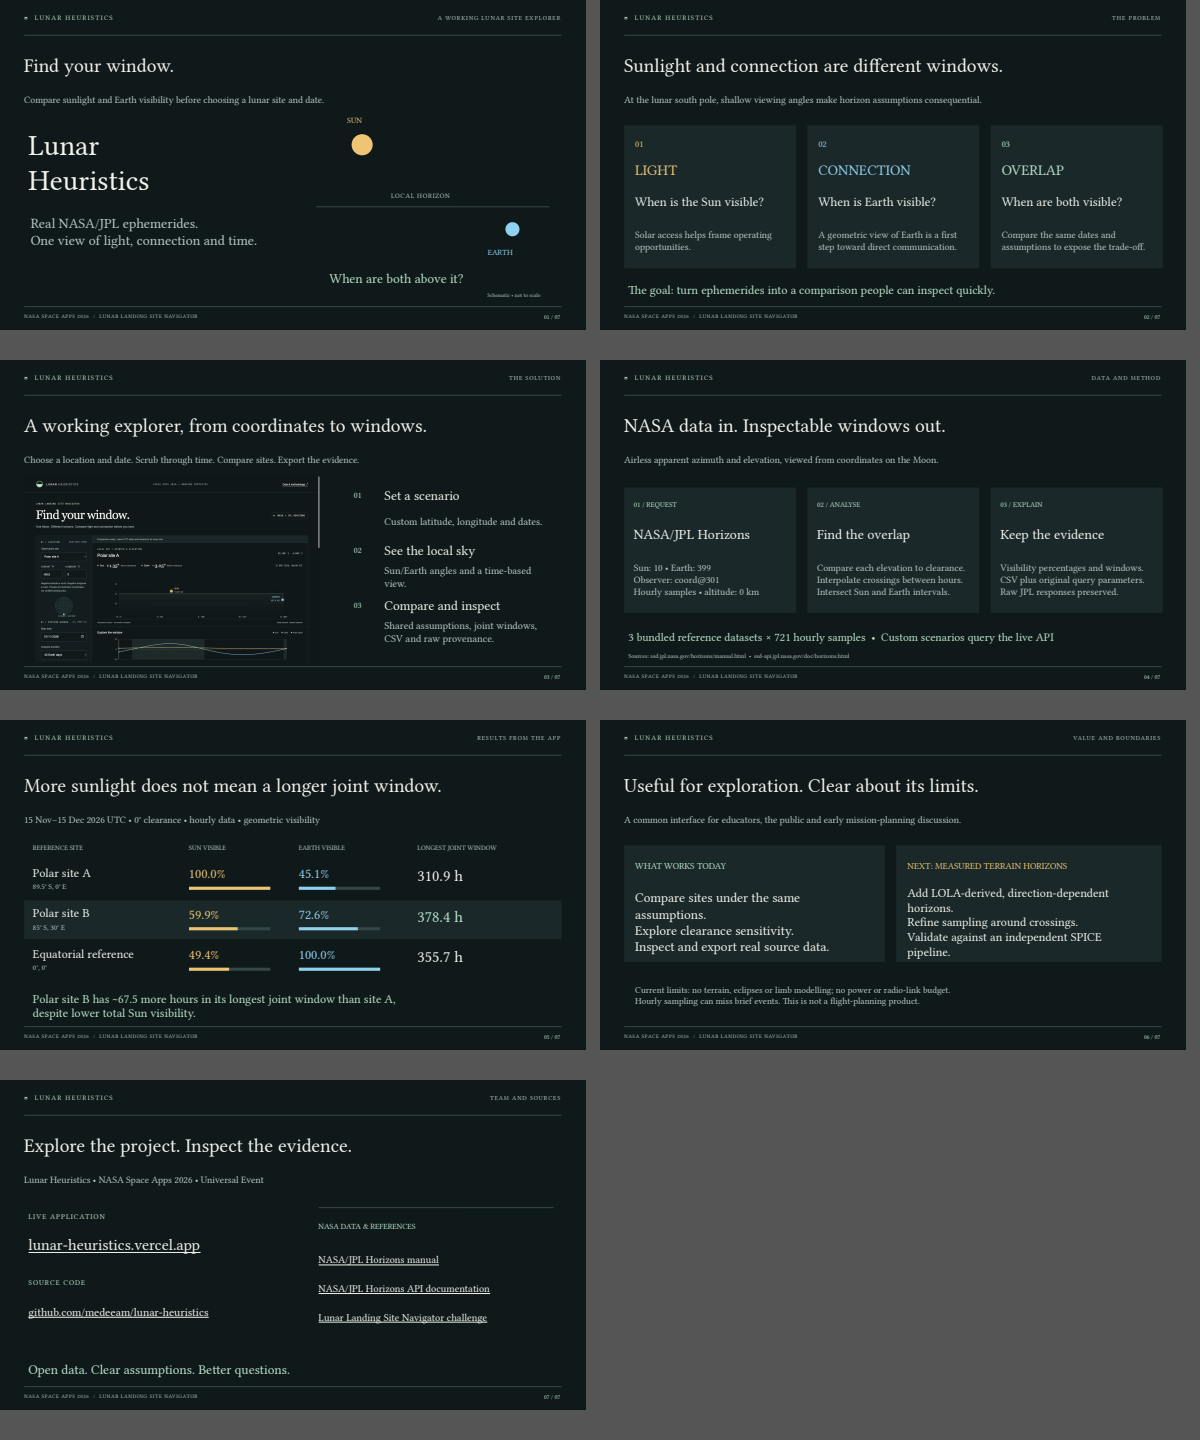 LUNAR HEURISTICS
A WORKING LUNAR SITE EXPLORER
Find your window.
Compare sunlight and Earth visibility before choosing a lunar site and date.
SUN
Lunar
Heuristics
LOCAL HORIZON
Real NASA/JPL ephemerides.
One view of light, connection and time.
EARTH
When are both above it?
Schematic • not to scale
NASA SPACE APPS 2026 / LUNAR LANDING SITE NAVIGATOR
01 / 07
LUNAR HEURISTICS
THE PROBLEM
Sunlight and connection are different windows.
At the lunar south pole, shallow viewing angles make horizon assumptions consequential.
01
LIGHT
When is the Sun visible?
Solar access helps frame operating
opportunities.
02
CONNECTION
When is Earth visible?
A geometric view of Earth is a first
step toward direct communication.
03
OVERLAP
When are both visible?
Compare the same dates and
assumptions to expose the trade-off.
The goal: turn ephemerides into a comparison people can inspect quickly.
NASA SPACE APPS 2026 / LUNAR LANDING SITE NAVIGATOR
02 / 07
LUNAR HEURISTICS
THE SOLUTION
A working explorer, from coordinates to windows.
Choose a location and date. Scrub through time. Compare sites. Export the evidence.
LUNAR HEURISTICS
Find your window.
Polar site A
Explore the window
01
Set a scenario
Custom latitude, longitude and dates.
02
See the local sky
Sun/Earth angles and a time-based
view.
03
Compare and inspect
Shared assumptions, joint windows,
CSV and raw provenance.
NASA SPACE APPS 2026 / LUNAR LANDING SITE NAVIGATOR
03 / 07
LUNAR HEURISTICS
DATA AND METHOD
NASA data in. Inspectable windows out.
Airless apparent azimuth and elevation, viewed from coordinates on the Moon.
01 / REQUEST
NASA/JPL Horizons
Sun: 10 • Earth: 399
Observer: coord@301
Hourly samples • altitude: 0 km
02 / ANALYSE
Find the overlap
Compare each elevation to clearance.
Interpolate crossings between hours.
Intersect Sun and Earth intervals.
03 / EXPLAIN
Keep the evidence
Visibility percentages and windows.
CSV plus original query parameters.
Raw JPL responses preserved.
3 bundled reference datasets × 721 hourly samples • Custom scenarios query the live API
Sources: ssd.jpl.nasa.gov/horizons/manual.html • ssd-api.jpl.nasa.gov/doc/horizons.html
NASA SPACE APPS 2026 / LUNAR LANDING SITE NAVIGATOR
04 / 07
LUNAR HEURISTICS
RESULTS FROM THE APP
More sunlight does not mean a longer joint window.
15 Nov–15 Dec 2026 UTC • 0° clearance • hourly data • geometric visibility
REFERENCE SITE
SUN VISIBLE
EARTH VISIBLE
LONGEST JOINT WINDOW
Polar site A
89.5° S, 0° E
100.0%
45.1%
310.9 h
Polar site B
85° S, 30° E
59.9%
72.6%
378.4 h
Equatorial reference
0°, 0°
49.4%
100.0%
355.7 h
Polar site B has ~67.5 more hours in its longest joint window than site A,
despite lower total Sun visibility.
NASA SPACE APPS 2026 / LUNAR LANDING SITE NAVIGATOR
05 / 07
LUNAR HEURISTICS
VALUE AND BOUNDARIES
Useful for exploration. Clear about its limits.
A common interface for educators, the public and early mission-planning discussion.
WHAT WORKS TODAY
Compare sites under the same
assumptions.
Explore clearance sensitivity.
Inspect and export real source data.
NEXT: MEASURED TERRAIN HORIZONS
Add LOLA-derived, direction-dependent
horizons.
Refine sampling around crossings.
Validate against an independent SPICE
pipeline.
Current limits: no terrain, eclipses or limb modelling; no power or radio-link budget.
Hourly sampling can miss brief events. This is not a flight-planning product.
NASA SPACE APPS 2026 / LUNAR LANDING SITE NAVIGATOR
06 / 07
LUNAR HEURISTICS
TEAM AND SOURCES
Explore the project. Inspect the evidence.
Lunar Heuristics • NASA Space Apps 2026 • Universal Event
LIVE APPLICATION
lunar-heuristics.vercel.app
SOURCE CODE
github.com/medeeam/lunar-heuristics
NASA DATA & REFERENCES
NASA/JPL Horizons manual
NASA/JPL Horizons API documentation
Lunar Landing Site Navigator challenge
Open data. Clear assumptions. Better questions.
NASA SPACE APPS 2026 / LUNAR LANDING SITE NAVIGATOR
07 / 07